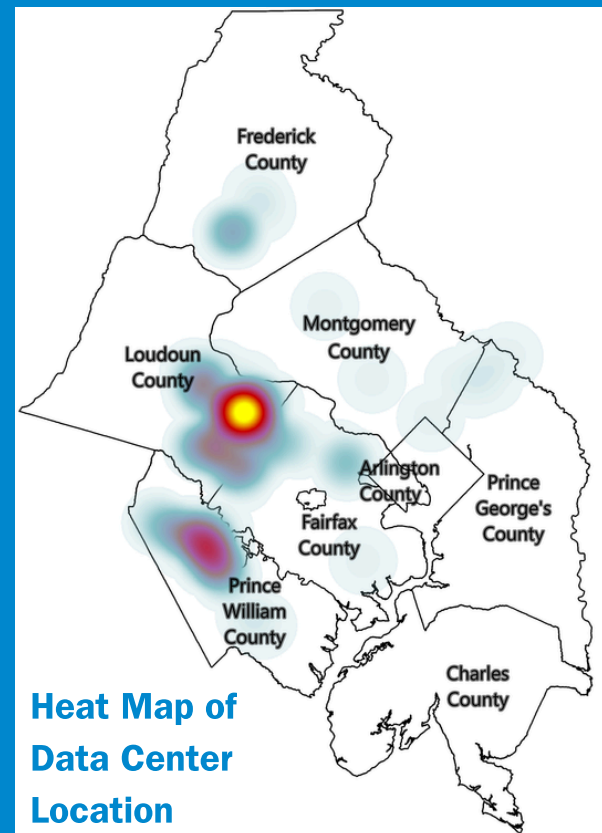 Frederick
County
Montgomery
County
Loudoun
County
Arlington
County
Prince
George's
County
Fairfax
County
Prince
William
County
Charles
County
Heat Map of
Data Center
Location